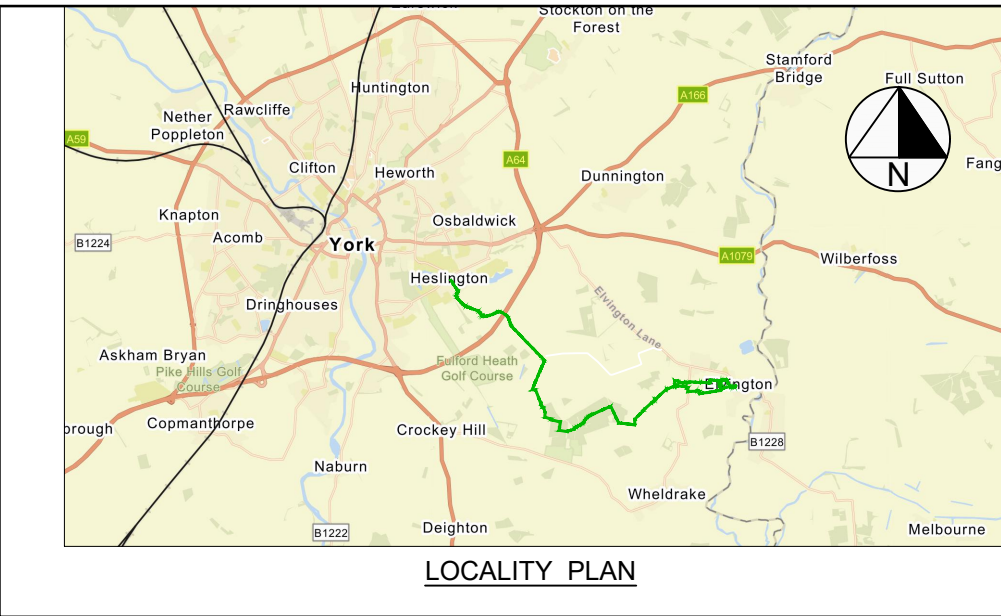 Stockton on the
Forest
Stamford
Bridge
Full Sutton
Huntington
A166
Rawcliffe
Nether
Poppleton
A59
A64
Clifton
Heworth
Dunnington
Fang
N
Knapton
Osbaldwick
Acomb
B1224
York
A1079
Wilberfoss
Heslington
Elvington Lane
Dringhouses
Askham Bryan
Pike Hills Golf
Course
Fulford Heath
Golf Course
Elvington
Copmanthorpe
brough
Crockey Hill
B1228
Naburn
Wheldrake
B1222
Deighton
Melbourne
LOCALITY PLAN